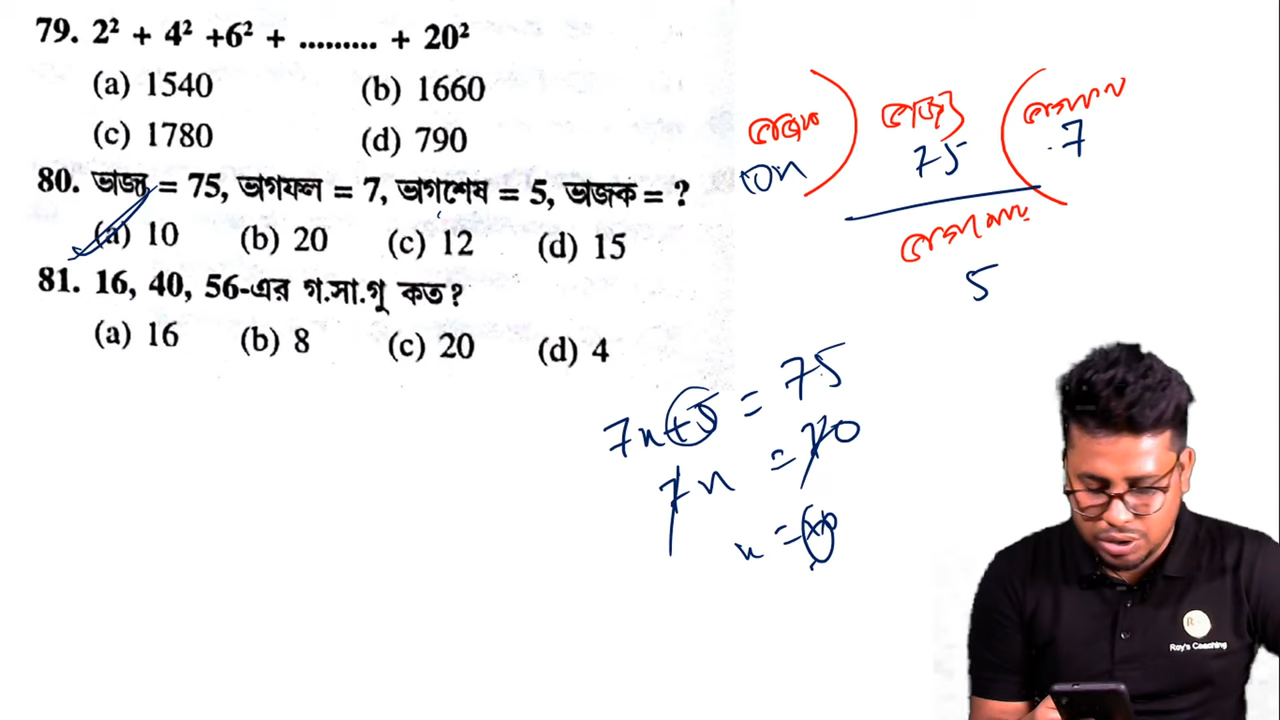 79. 2² + 4² +6² + ......... + 20²
(a) 1540 (b) 1660
(c) 1780 (d) 790
80. ভাজ্য = 75, ভাগফল = 7, ভাগশেষ = 5, ভাজক = ?
(a) 10 (b) 20 (c) 12 (d) 15
81. 16, 40, 56-এর গ.সা.গু কত?
(a) 16 (b) 8 (c) 20 (d) 4
ভাজক ভাজ্য ভাগফল
75 7
5
7x+5 = 75
7x = 70
x =
Roy's Coaching